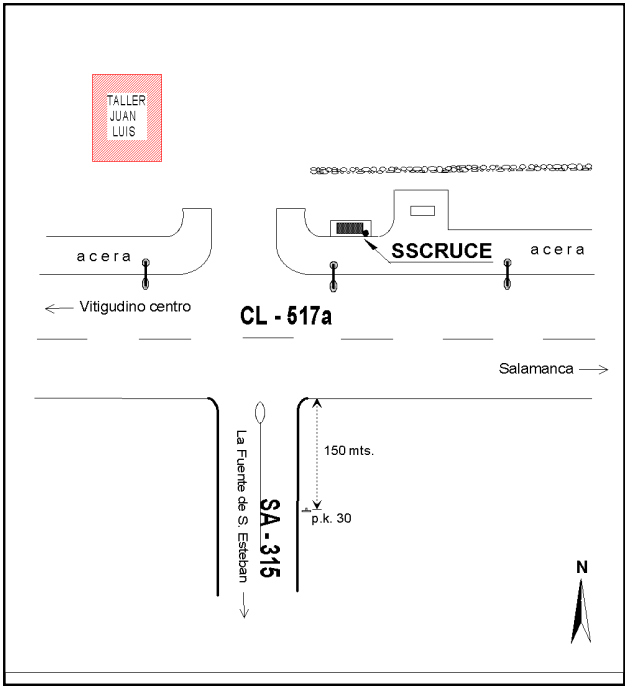 TALLER
JUAN
LUIS
SSCRUCE
acera
acera
Vitigudino centro
CL - 517a
Salamanca
150 mts.
La Fuente de S. Esteban
SA - 315
p.k. 30
N